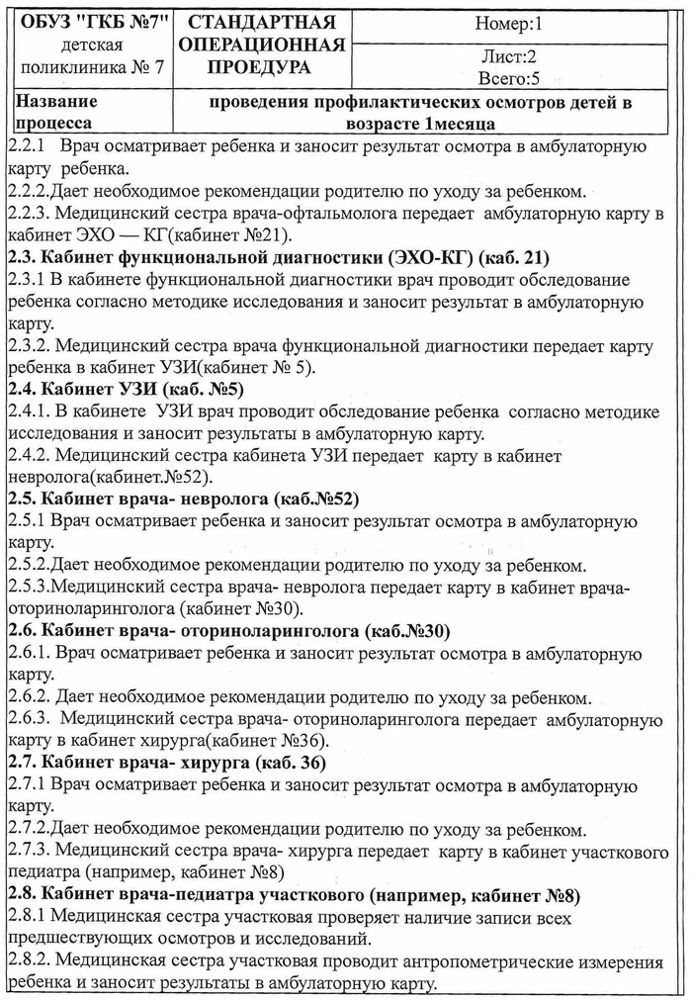 ОБУЗ "ГКБ №7"
детская
поликлиника № 7
СТАНДАРТНАЯ
ОПЕРАЦИОННАЯ
ПРОЕДУРА
Номер:1
Лист:2
Всего:5
Название
процесса
проведения профилактических осмотров детей в
возрасте 1месяца
2.2.1 Врач осматривает ребенка и заносит результат осмотра в амбулаторную
карту ребенка.
2.2.2.Дает необходимое рекомендации родителю по уходу за ребенком.
2.2.3. Медицинский сестра врача-офтальмолога передает амбулаторную карту в
кабинет ЭХО — КГ(кабинет №21).
2.3. Кабинет функциональной диагностики (ЭХО-КГ) (каб. 21)
2.3.1 В кабинете функциональной диагностики врач проводит обследование
ребенка согласно методике исследования и заносит результат в амбулаторную
карту.
2.3.2. Медицинский сестра врача функциональной диагностики передает карту
ребенка в кабинет УЗИ(кабинет № 5).
2.4. Кабинет УЗИ (каб. №5)
2.4.1. В кабинете УЗИ врач проводит обследование ребенка согласно методике
исследования и заносит результаты в амбулаторную карту.
2.4.2. Медицинский сестра кабинета УЗИ передает карту в кабинет
невролога(кабинет.№52).
2.5. Кабинет врача- невролога (каб.№52)
2.5.1 Врач осматривает ребенка и заносит результат осмотра в амбулаторную
карту.
2.5.2.Дает необходимое рекомендации родителю по уходу за ребенком.
2.5.3.Медицинский сестра врача- невролога передает карту в кабинет врача-
оториноларинголога (кабинет №30).
2.6. Кабинет врача- оториноларинголога (каб.№30)
2.6.1. Врач осматривает ребенка и заносит результат осмотра в амбулаторную
карту.
2.6.2. Дает необходимое рекомендации родителю по уходу за ребенком.
2.6.3. Медицинский сестра врача- оториноларинголога передает амбулаторную
карту в кабинет хирурга(кабинет №36).
2.7. Кабинет врача- хирурга (каб. 36)
2.7.1 Врач осматривает ребенка и заносит результат осмотра в амбулаторную
карту.
2.7.2.Дает необходимое рекомендации родителю по уходу за ребенком.
2.7.3. Медицинский сестра врача- хирурга передает карту в кабинет участкового
педиатра (например, кабинет №8)
2.8. Кабинет врача-педиатра участкового (например, кабинет №8)
2.8.1 Медицинская сестра участковая проверяет наличие записи всех
предшествующих осмотров и исследований.
2.8.2. Медицинская сестра участковая проводит антропометрические измерения
ребенка и заносит результаты в амбулаторную карту.